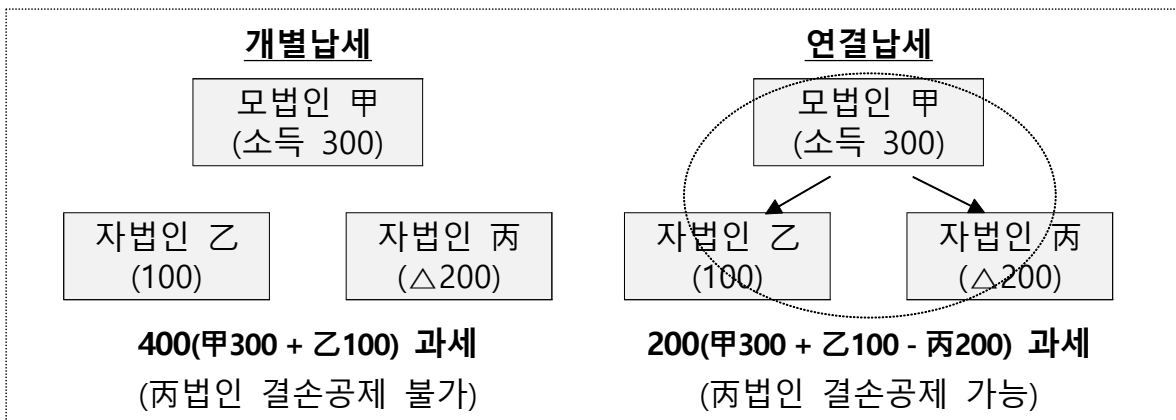 개별납세
모법인 甲
(소득 300)
자법인 乙
(100)
자법인 丙
(△200)
400(甲300 + 乙100) 과세
(丙법인 결손공제 불가)
연결납세
모법인 甲
(소득 300)
자법인 乙
(100)
자법인 丙
(△200)
200(甲300 + 乙100 - 丙200) 과세
(丙법인 결손공제 가능)